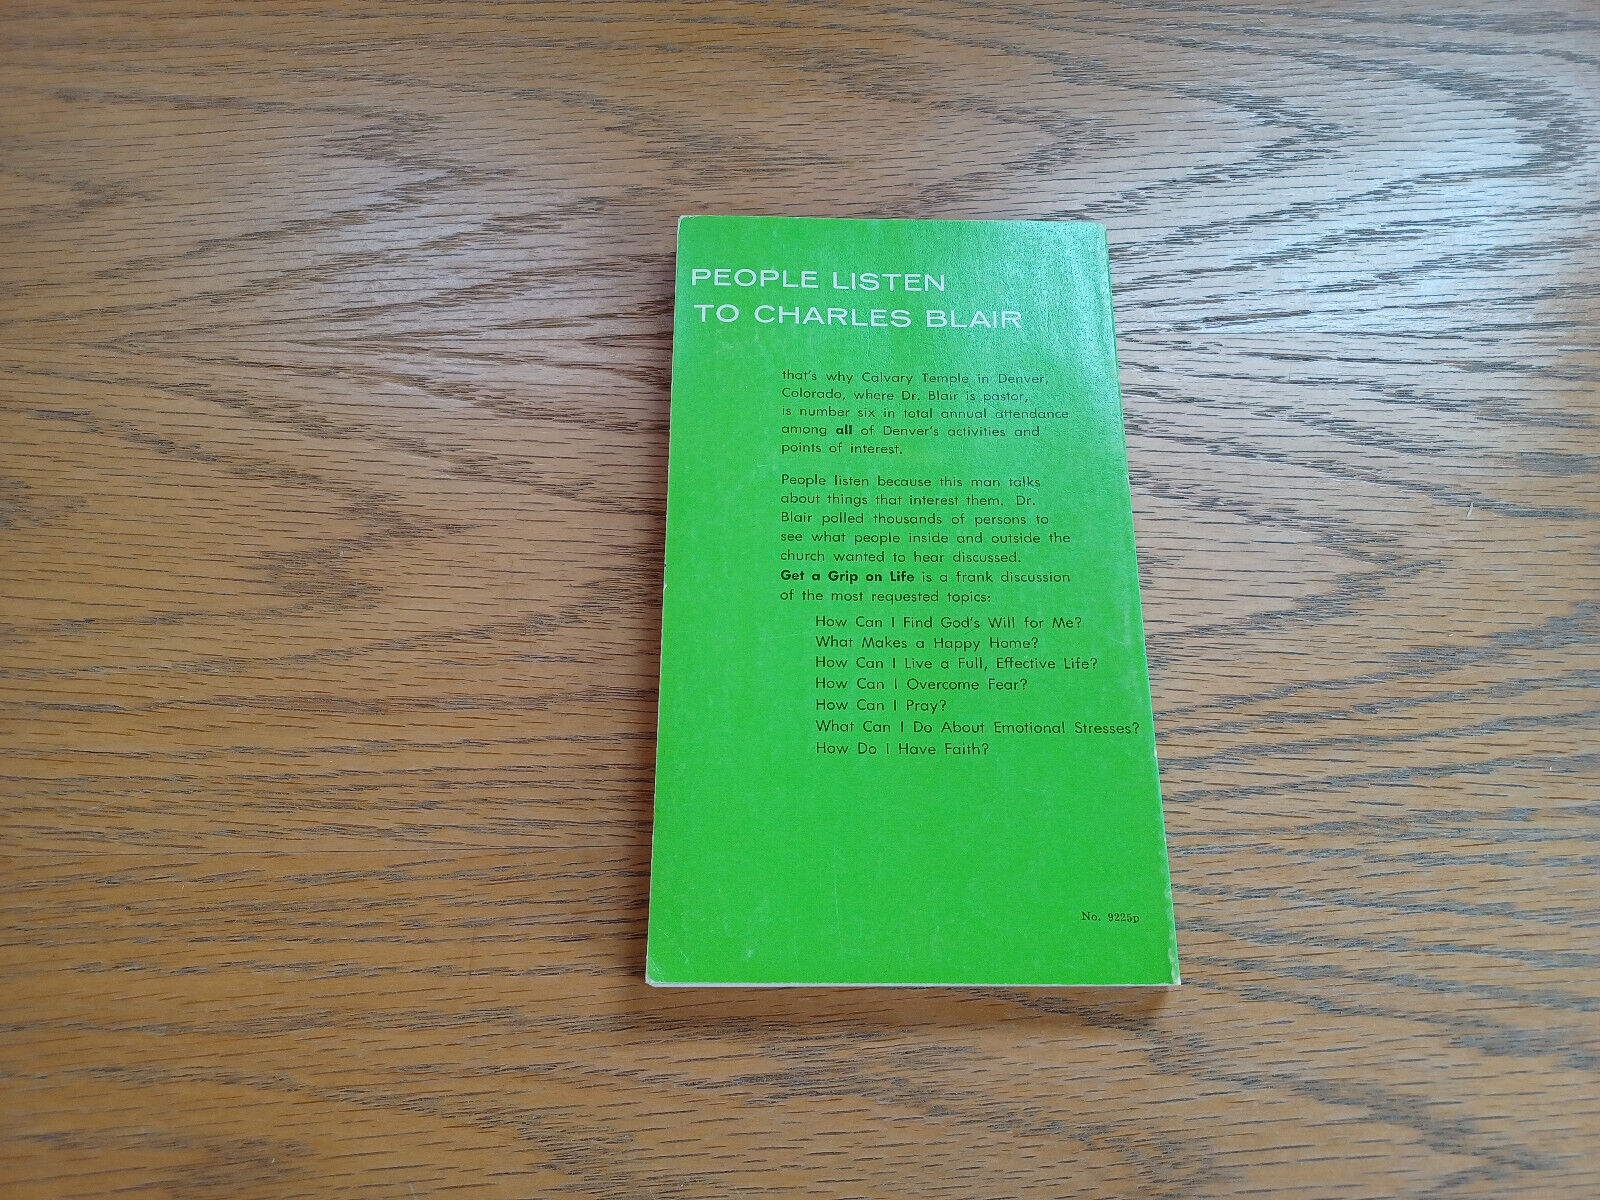 PEOPLE LISTEN
TO CHARLES BLAIR
that's why Calvary Temple in Denver,
Colorado, where Dr. Blair is pastor,
is number six in total annual attendance
among all of Denver's activities and
points of interest.
People listen because this man talks
about things that interest them. Dr.
Blair polled thousands of persons to
see what people inside and outside the
church wanted to hear discussed.
Get a Grip on Life is a frank discussion
of the most requested topics:
How Can I Find God's Will for Me?
What Makes a Happy Home?
How Can I Live a Full, Effective Life?
How Can I Overcome Fear?
How Can I Pray?
What Can I Do About Emotional Stresses?
How Do I Have Faith?
No. 9225p